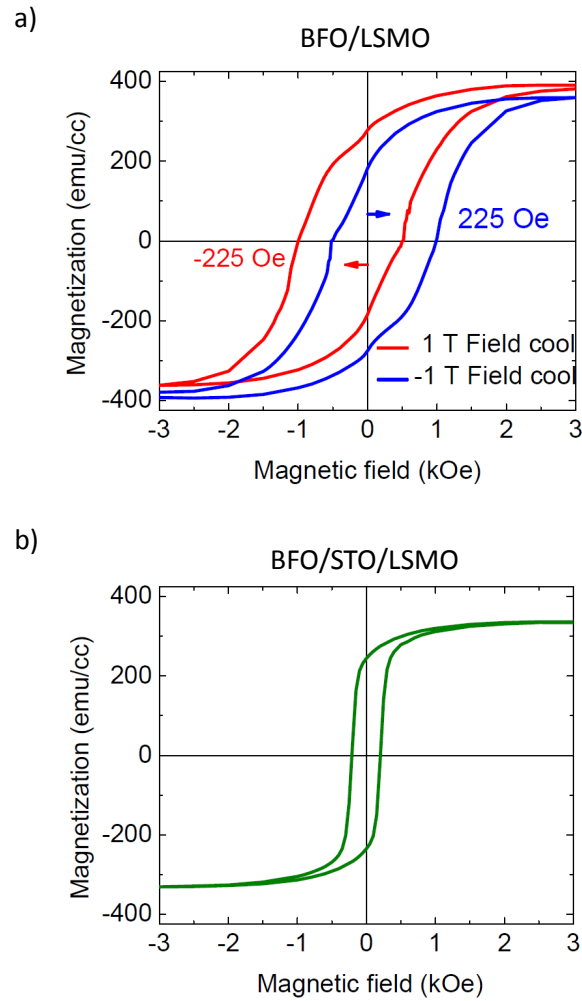 a)
BFO/LSMO
400
200
0
-200
-400
Magnetization (emu/cc)
225 Oe
-225 Oe
1 T Field cool
-1 T Field cool
-3 -2 -1 0 1 2 3
Magnetic field (kOe)
b)
BFO/STO/LSMO
400
200
0
-200
-400
Magnetization (emu/cc)
-3 -2 -1 0 1 2 3
Magnetic field (kOe)